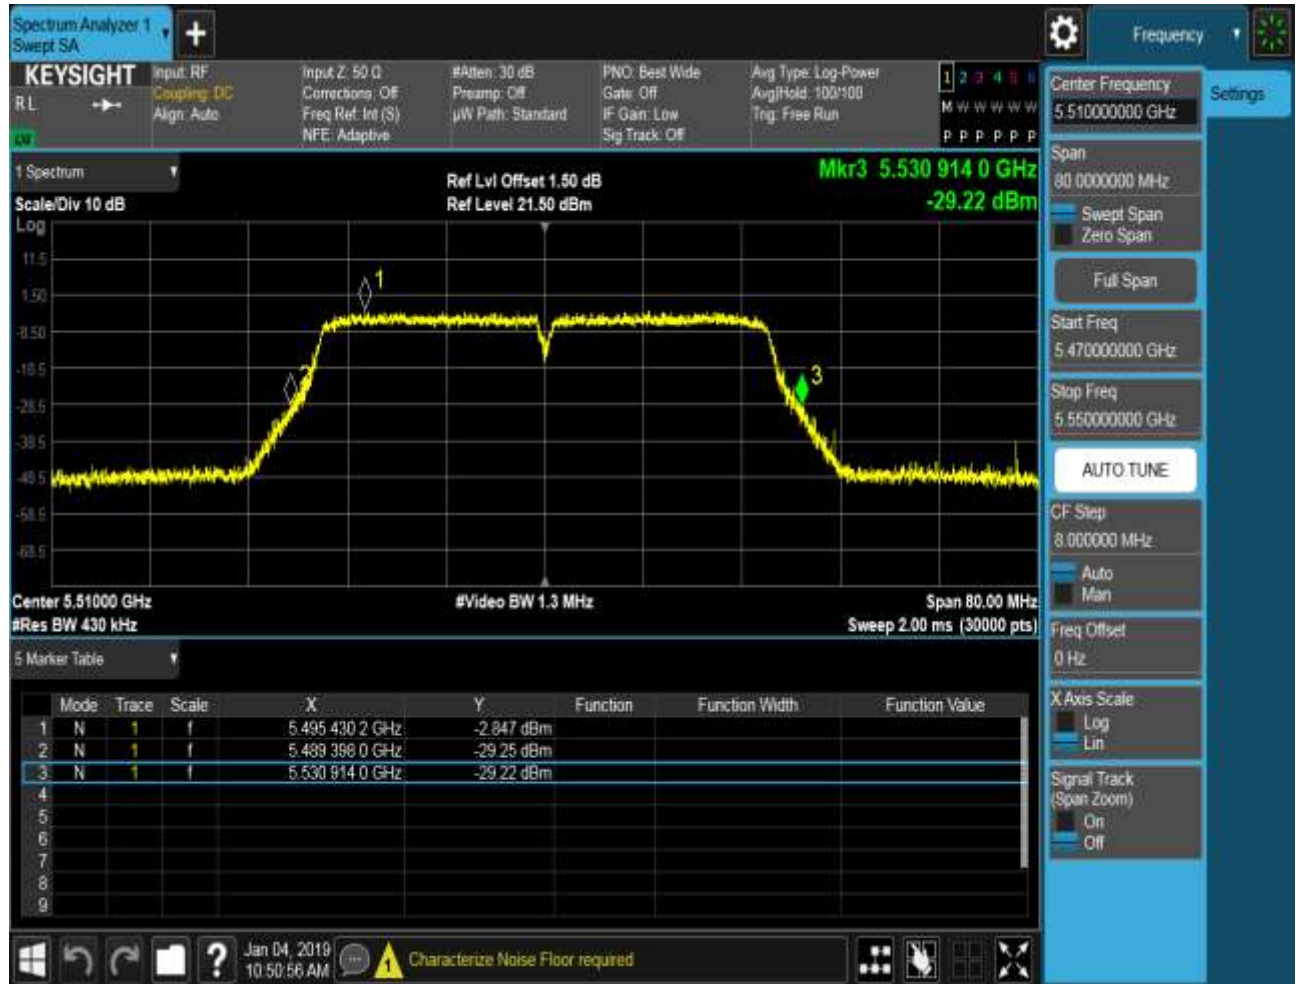 Spectrum Analyzer 1
Swept SA
Frequency
KEYSIGHT
RL
Input: RF
Coupling: DC
Align: Auto
Input Z: 50 Ω
Corrections: Off
Freq Ref: Int (S)
NFE: Adaptive
#Atten: 30 dB
Preamp: Off
µW Path: Standard
PNO: Best Wide
Gate: Off
IF Gain: Low
Sig Track: Off
Avg Type: Log-Power
Avg|Hold: 100/100
Trig: Free Run
1 2 3 4 5 6
M W W W W W
P P P P P P
1 Spectrum
Scale/Div 10 dB
Log
Ref Lvl Offset 1.50 dB
Ref Level 21.50 dBm
Mkr3 5.530 914 0 GHz
-29.22 dBm
11.5
1.50
-8.50
-18.5
-28.5
-38.5
-48.5
-58.5
-68.5
1
2
3
Center 5.51000 GHz
#Res BW 430 kHz
#Video BW 1.3 MHz
Span 80.00 MHz
Sweep 2.00 ms (30000 pts)
5 Marker Table
Mode Trace Scale X Y Function Function Width Function Value
1 N 1 f 5.495 430 2 GHz -2.847 dBm
2 N 1 f 5.489 398 0 GHz -29.25 dBm
3 N 1 f 5.530 914 0 GHz -29.22 dBm
4
5
6
7
8
9
Jan 04, 2019
10:50:56 AM
1
Characterize Noise Floor required
Settings
Center Frequency
5.510000000 GHz
Span
80.0000000 MHz
Swept Span
Zero Span
Full Span
Start Freq
5.470000000 GHz
Stop Freq
5.550000000 GHz
AUTO TUNE
CF Step
8.000000 MHz
Auto
Man
Freq Offset
0 Hz
X Axis Scale
Log
Lin
Signal Track
(Span Zoom)
On
Off